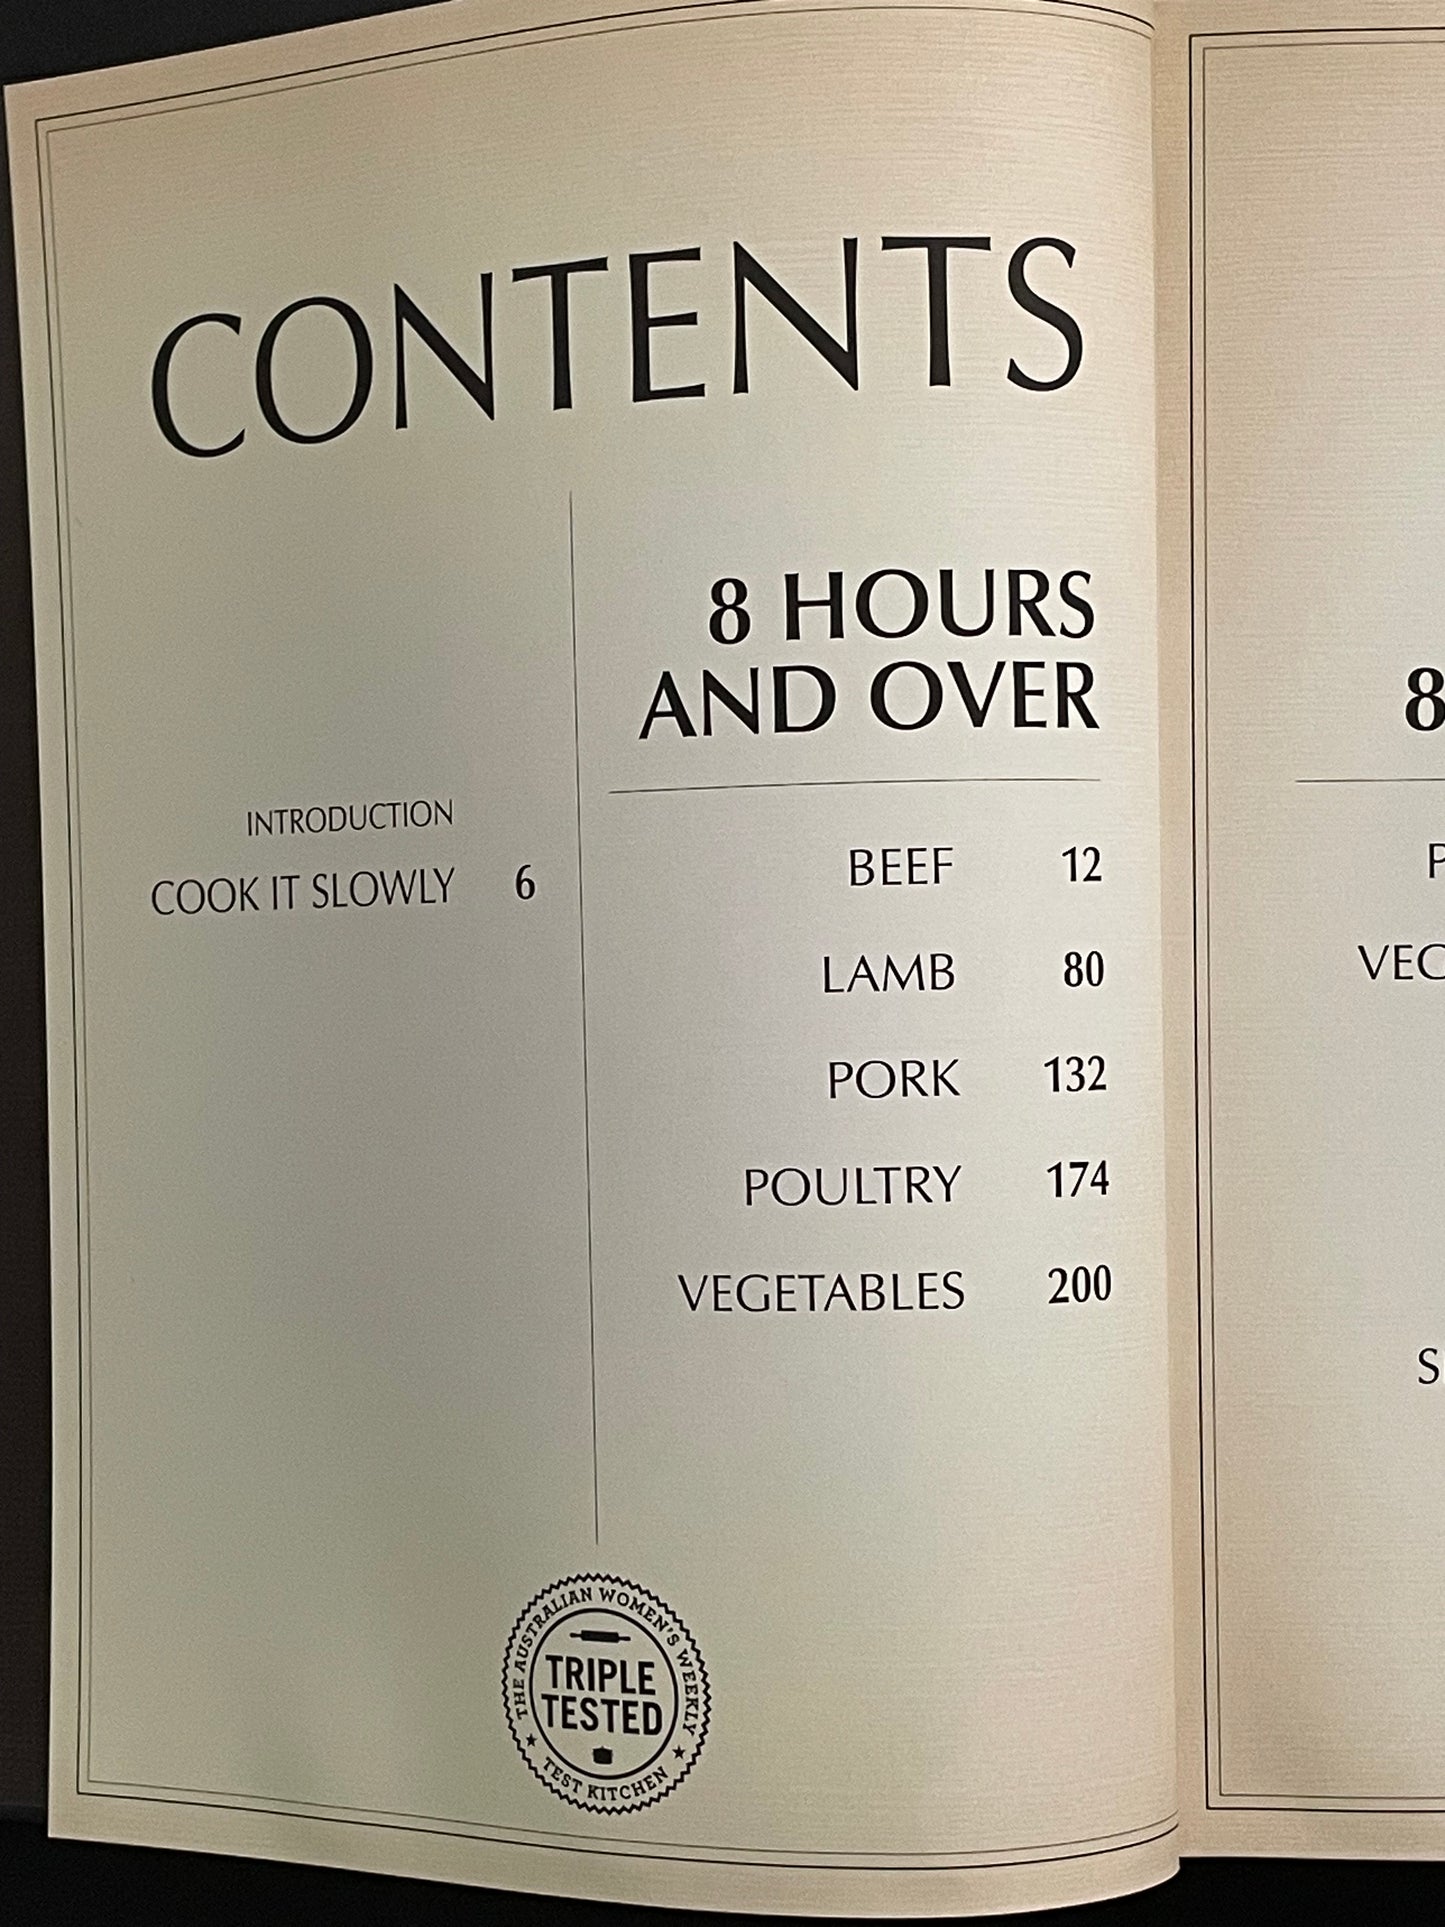 CONTENTS
INTRODUCTION
COOK IT SLOWLY 6
8 HOURS
AND OVER
BEEF 12
LAMB 80
PORK 132
POULTRY 174
VEGETABLES 200
THE AUSTRALIAN WOMEN'S WEEKLY
TRIPLE
TESTED
★ TEST KITCHEN ★
8